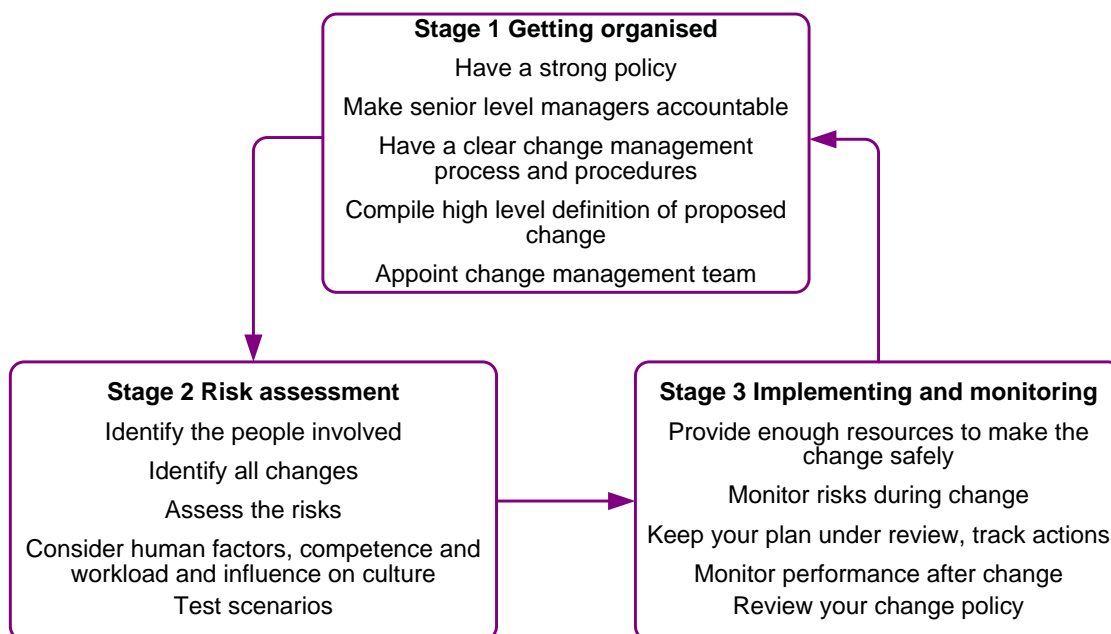 Stage 1 Getting organised
Have a strong policy
Make senior level managers accountable
Have a clear change management
process and procedures
Compile high level definition of proposed
change
Appoint change management team
Stage 2 Risk assessment
Identify the people involved
Identify all changes
Assess the risks
Consider human factors, competence and
workload and influence on culture
Test scenarios
Stage 3 Implementing and monitoring
Provide enough resources to make the
change safely
Monitor risks during change
Keep your plan under review, track actions
Monitor performance after change
Review your change policy